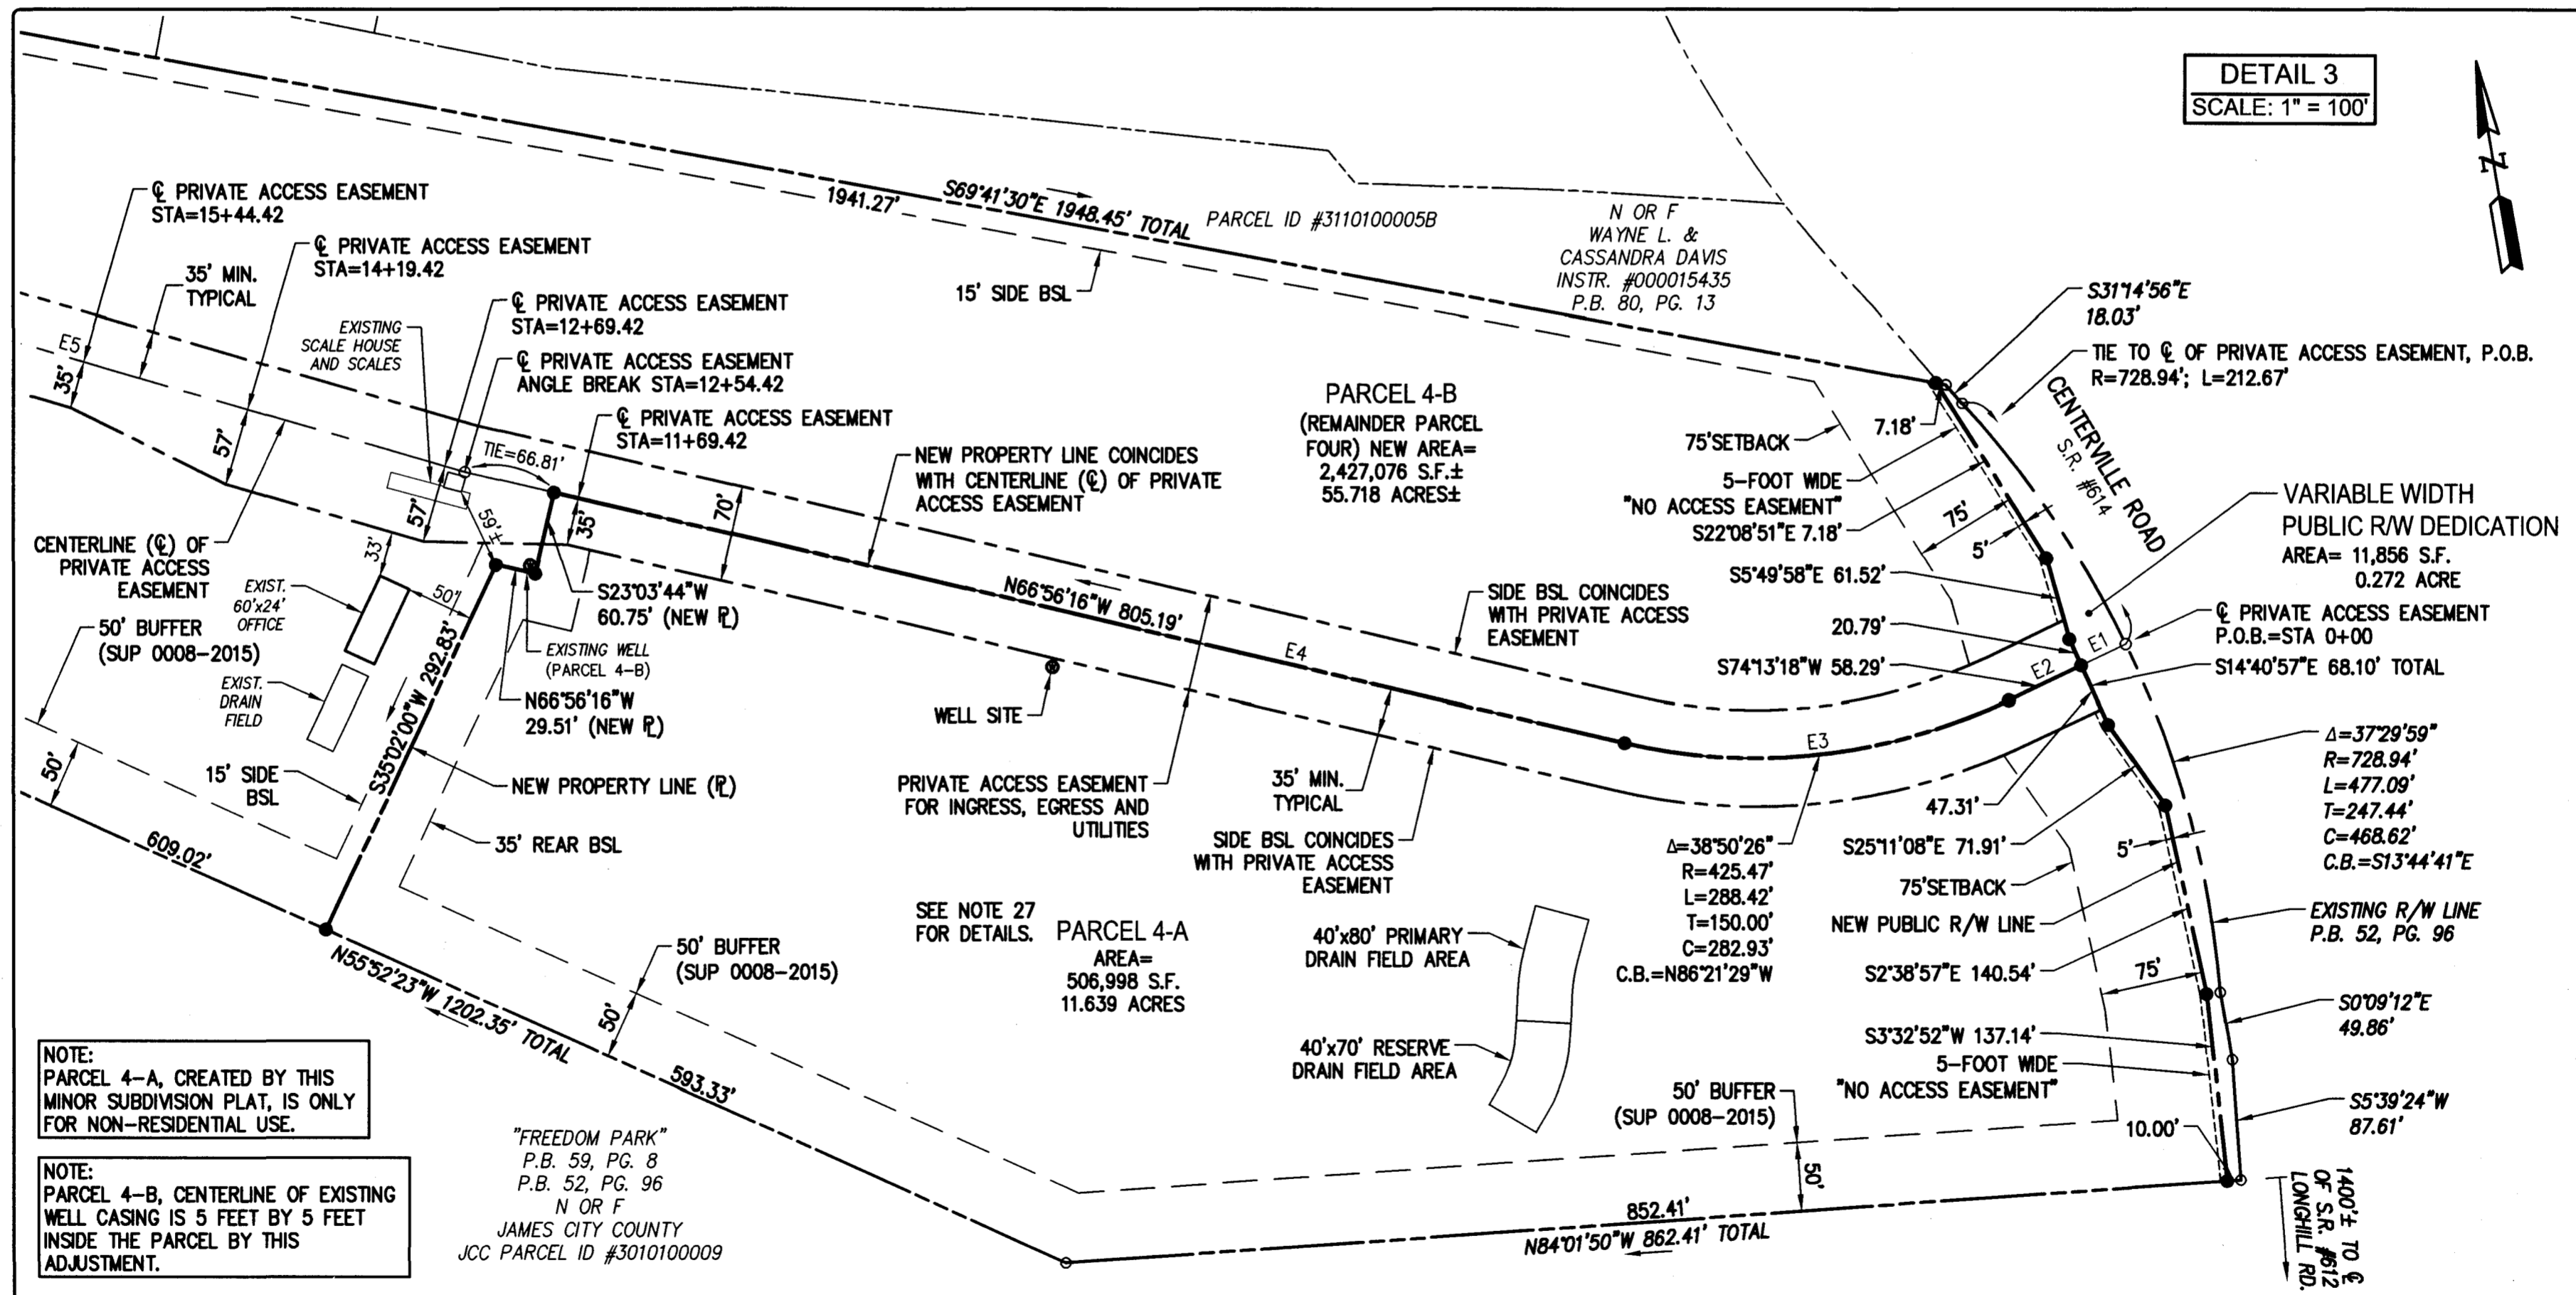 DETAIL 3
SCALE: 1" = 100'
N
℄ PRIVATE ACCESS EASEMENT
STA=15+44.42
℄ PRIVATE ACCESS EASEMENT
STA=14+19.42
35' MIN.
TYPICAL
℄ PRIVATE ACCESS EASEMENT
STA=12+69.42
EXISTING
SCALE HOUSE
AND SCALES
℄ PRIVATE ACCESS EASEMENT
ANGLE BREAK STA=12+54.42
℄ PRIVATE ACCESS EASEMENT
STA=11+69.42
E5
35'
57'
57'
TIE=66.81'
59'±
35'
70'
33'
50'
1941.27'
S69°41'30"E 1948.45' TOTAL
PARCEL ID #3110100005B
15' SIDE BSL
N OR F
WAYNE L. &
CASSANDRA DAVIS
INSTR. #000015435
P.B. 80, PG. 13
S31°14'56"E
18.03'
TIE TO ℄ OF PRIVATE ACCESS EASEMENT, P.O.B.
R=728.94'; L=212.67'
CENTERVILLE ROAD
S.R. #614
PARCEL 4-B
(REMAINDER PARCEL
FOUR) NEW AREA=
2,427,076 S.F.±
55.718 ACRES±
7.18'
75'SETBACK
5-FOOT WIDE
"NO ACCESS EASEMENT"
S22°08'51"E 7.18'
75'
5'
S5°49'58"E 61.52'
20.79'
S74°13'18"W 58.29'
E1
E2
VARIABLE WIDTH
PUBLIC R/W DEDICATION
AREA= 11,856 S.F.
0.272 ACRE
℄ PRIVATE ACCESS EASEMENT
P.O.B.=STA 0+00
S14°40'57"E 68.10' TOTAL
NEW PROPERTY LINE COINCIDES
WITH CENTERLINE (℄) OF PRIVATE
ACCESS EASEMENT
N66°56'16"W 805.19'
E4
SIDE BSL COINCIDES
WITH PRIVATE ACCESS
EASEMENT
CENTERLINE (℄) OF
PRIVATE ACCESS
EASEMENT
EXIST.
60'x24'
OFFICE
50' BUFFER
(SUP 0008-2015)
EXIST.
DRAIN
FIELD
S23°03'44"W
60.75' (NEW ℙL)
EXISTING WELL
(PARCEL 4-B)
N66°56'16"W
29.51' (NEW ℙL)
S35°02'00"W 292.83'
15' SIDE
BSL
NEW PROPERTY LINE (ℙL)
35' REAR BSL
50'
609.02'
WELL SITE
PRIVATE ACCESS EASEMENT
FOR INGRESS, EGRESS AND
UTILITIES
35' MIN.
TYPICAL
SIDE BSL COINCIDES
WITH PRIVATE ACCESS
EASEMENT
E3
Δ=38°50'26"
R=425.47'
L=288.42'
T=150.00'
C=282.93'
C.B.=N86°21'29"W
47.31'
S25°11'08"E 71.91'
5'
75'SETBACK
NEW PUBLIC R/W LINE
S2°38'57"E 140.54'
75'
S3°32'52"W 137.14'
5-FOOT WIDE
"NO ACCESS EASEMENT"
10.00'
Δ=37°29'59"
R=728.94'
L=477.09'
T=247.44'
C=468.62'
C.B.=S13°44'41"E
EXISTING R/W LINE
P.B. 52, PG. 96
S0°09'12"E
49.86'
S5°39'24"W
87.61'
1400'± TO ℄
OF S.R. #612
LONGHILL RD.
SEE NOTE 27
FOR DETAILS.
PARCEL 4-A
AREA=
506,998 S.F.
11.639 ACRES
40'x80' PRIMARY
DRAIN FIELD AREA
40'x70' RESERVE
DRAIN FIELD AREA
50' BUFFER
(SUP 0008-2015)
50'
50' BUFFER
(SUP 0008-2015)
50'
N55°52'23"W 1202.35' TOTAL
593.33'
852.41'
N84°01'50"W 862.41' TOTAL
"FREEDOM PARK"
P.B. 59, PG. 8
P.B. 52, PG. 96
N OR F
JAMES CITY COUNTY
JCC PARCEL ID #3010100009
NOTE:
PARCEL 4-A, CREATED BY THIS
MINOR SUBDIVISION PLAT, IS ONLY
FOR NON-RESIDENTIAL USE.
NOTE:
PARCEL 4-B, CENTERLINE OF EXISTING
WELL CASING IS 5 FEET BY 5 FEET
INSIDE THE PARCEL BY THIS
ADJUSTMENT.